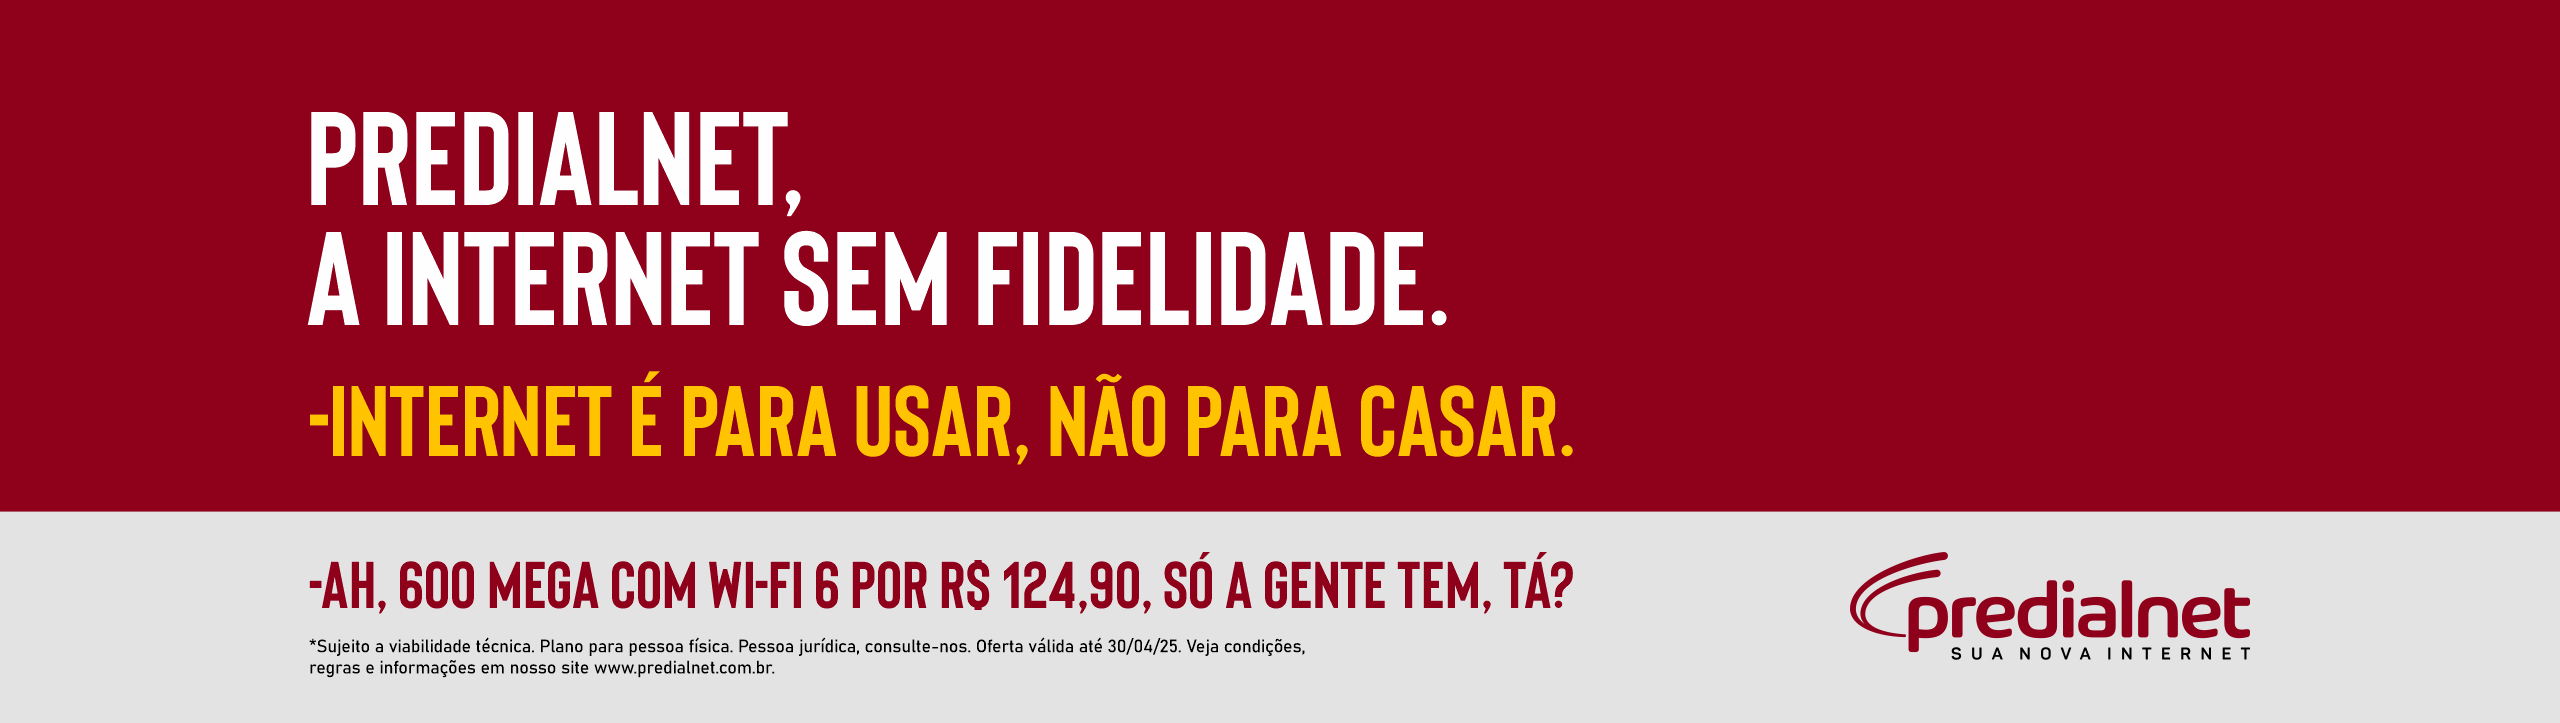 PREDIALNET,
A INTERNET SEM FIDELIDADE.
-INTERNET É PARA USAR, NÃO PARA CASAR.
-AH, 600 MEGA COM WI-FI 6 POR R$ 124,90, SÓ A GENTE TEM, TÁ?
*Sujeito a viabilidade técnica. Plano para pessoa física. Pessoa jurídica, consulte-nos. Oferta válida até 30/04/25. Veja condições,
regras e informações em nosso site www.predialnet.com.br.
predialnet
SUA NOVA INTERNET